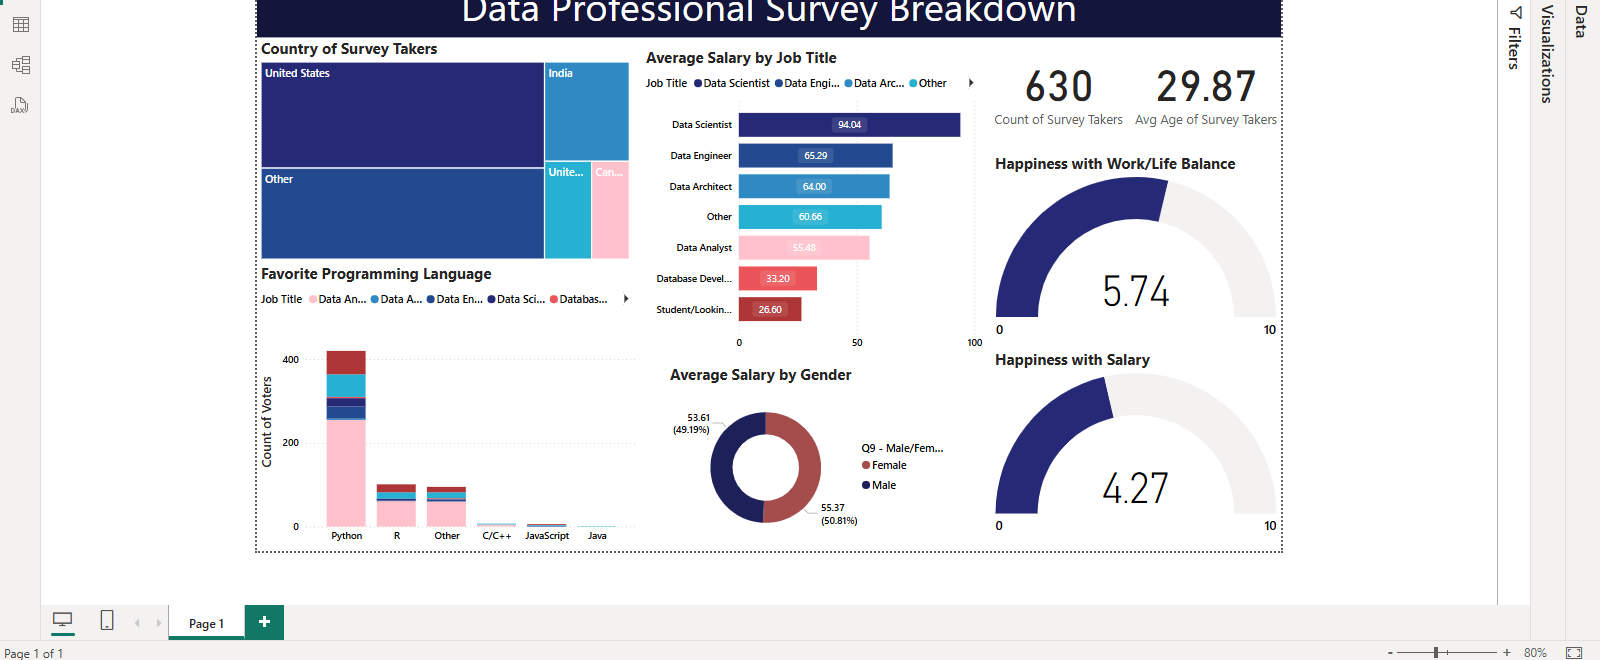 Data Professional Survey Breakdown
Country of Survey Takers
United States
India
Other
Unite...
Can...
Favorite Programming Language
Job Title Data An... Data A... Data En... Data Sci... Databas...
Count of Voters
400
200
0
Python R Other C/C++ JavaScript Java
Average Salary by Job Title
Job Title Data Scientist Data Engi... Data Arc... Other
Data Scientist 94.04
Data Engineer 65.29
Data Architect 64.00
Other 60.66
Data Analyst 55.48
Database Devel... 33.20
Student/Lookin... 26.60
0 50 100
Average Salary by Gender
53.61
(49.19%)
55.37
(50.81%)
Q9 - Male/Fem...
Female
Male
630
Count of Survey Takers
29.87
Avg Age of Survey Takers
Happiness with Work/Life Balance
5.74
0 10
Happiness with Salary
4.27
0 10
Filters
Visualizations
Data
DAX
Page 1
+
Page 1 of 1
- + 80%